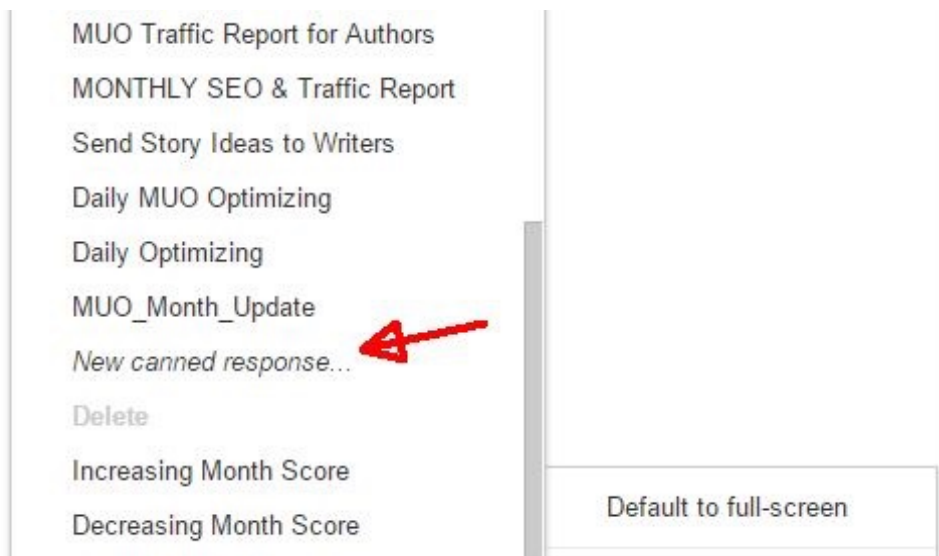 MUO Traffic Report for Authors
MONTHLY SEO & Traffic Report
Send Story Ideas to Writers
Daily MUO Optimizing
Daily Optimizing
MUO_Month_Update
New canned response...
Delete
Increasing Month Score
Decreasing Month Score
Default to full-screen